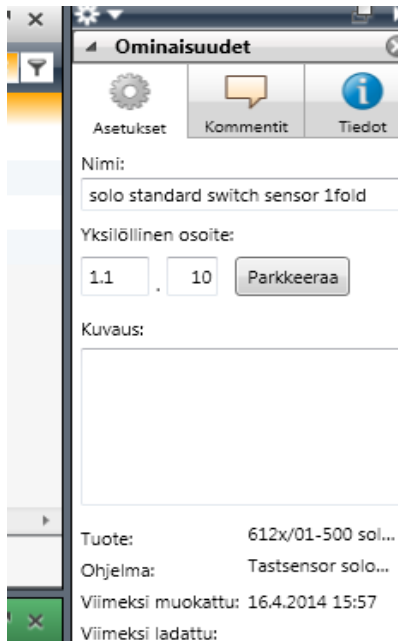 Ominaisuudet
Asetukset Kommentit Tiedot
Nimi:
solo standard switch sensor 1fold
Yksilöllinen osoite:
1.1 . 10 Parkkeeraa
Kuvaus:
Tuote: 612x/01-500 sol...
Ohjelma: Tastsensor solo...
Viimeksi muokattu: 16.4.2014 15:57
Viimeksi ladattu: